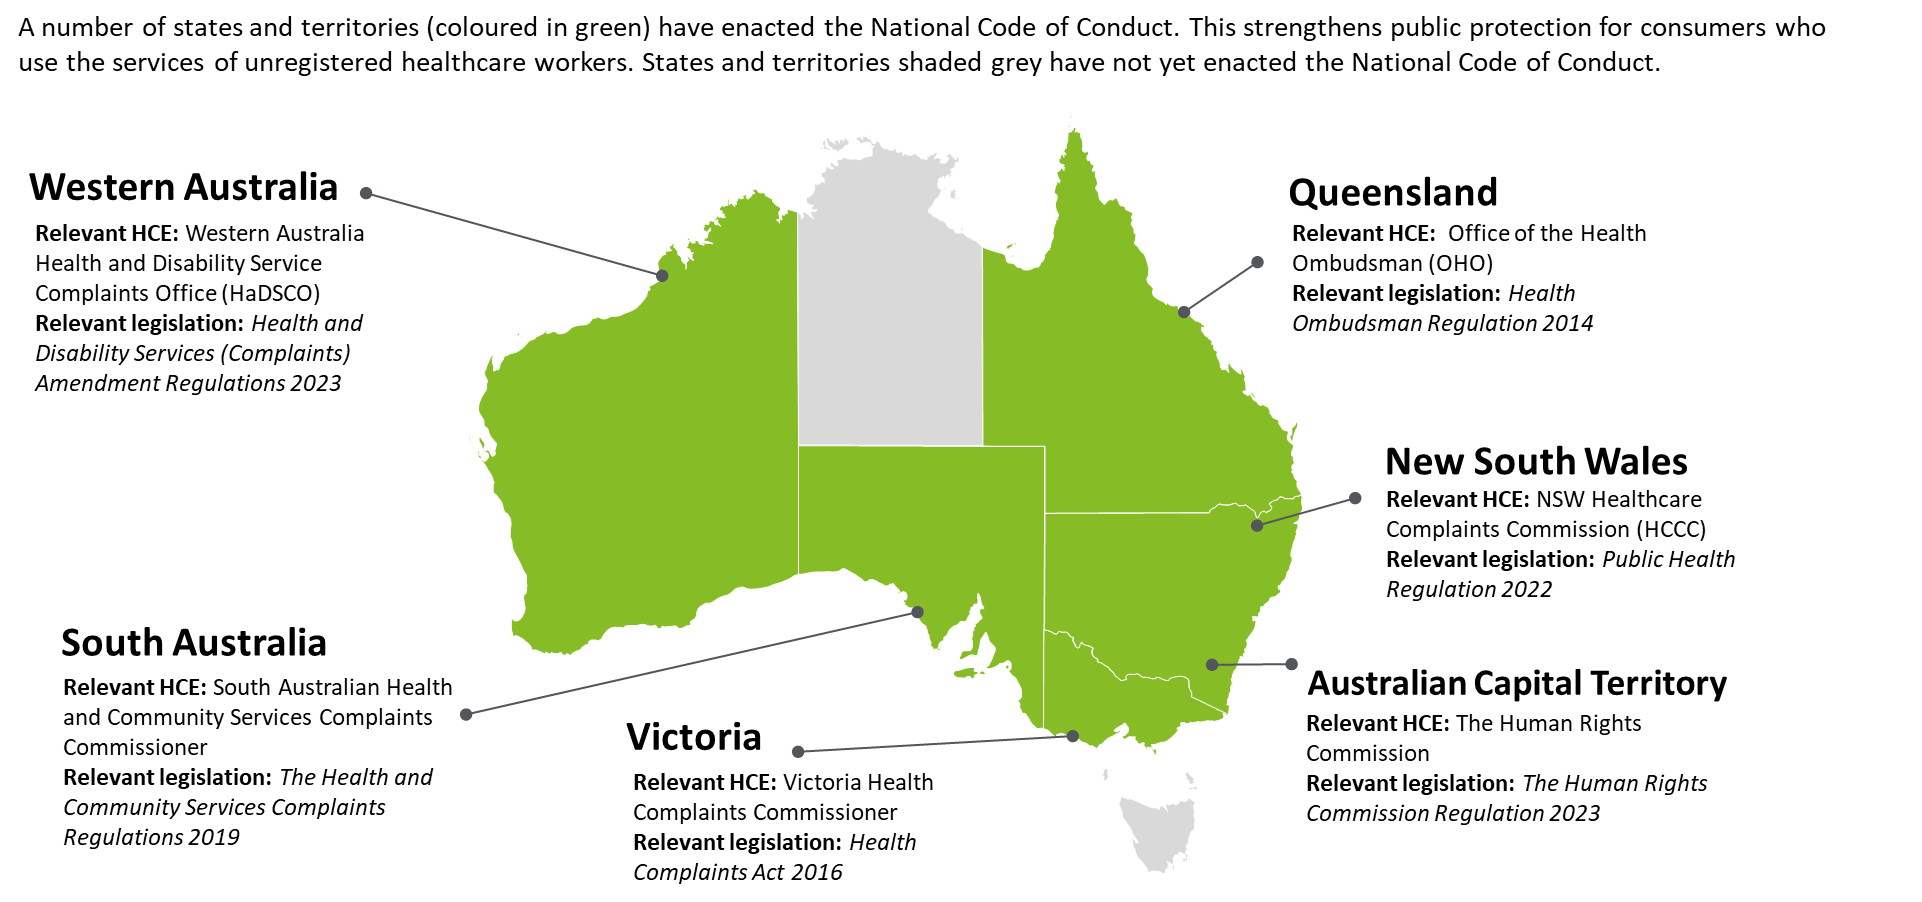 A number of states and territories (coloured in green) have enacted the National Code of Conduct. This strengthens public protection for consumers who
use the services of unregistered healthcare workers. States and territories shaded grey have not yet enacted the National Code of Conduct.
Western Australia
Relevant HCE: Western Australia
Health and Disability Service
Complaints Office (HaDSCO)
Relevant legislation: Health and
Disability Services (Complaints)
Amendment Regulations 2023
Queensland
Relevant HCE: Office of the Health
Ombudsman (OHO)
Relevant legislation: Health
Ombudsman Regulation 2014
New South Wales
Relevant HCE: NSW Healthcare
Complaints Commission (HCCC)
Relevant legislation: Public Health
Regulation 2022
South Australia
Relevant HCE: South Australian Health
and Community Services Complaints
Commissioner
Relevant legislation: The Health and
Community Services Complaints
Regulations 2019
Victoria
Relevant HCE: Victoria Health
Complaints Commissioner
Relevant legislation: Health
Complaints Act 2016
Australian Capital Territory
Relevant HCE: The Human Rights
Commission
Relevant legislation: The Human Rights
Commission Regulation 2023